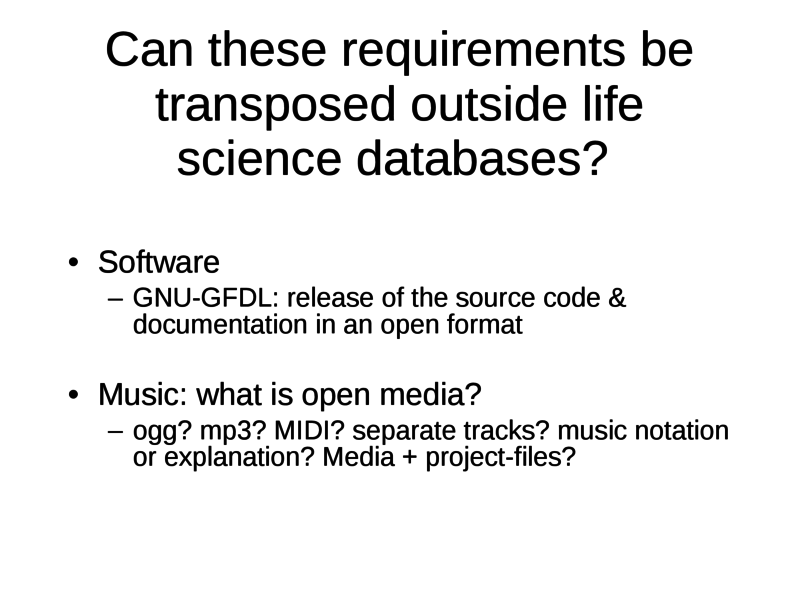 Can these requirements be
transposed outside life
science databases?
• Software
– GNU-GFDL: release of the source code &
documentation in an open format
• Music: what is open media?
– ogg? mp3? MIDI? separate tracks? music notation
or explanation? Media + project-files?